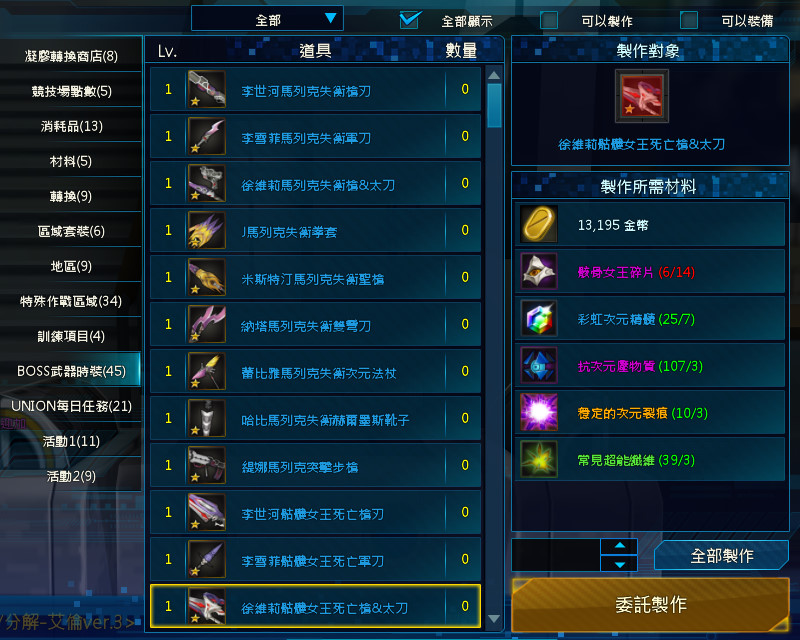 全部
全部顯示
可以製作
可以裝備
凝膠轉換商店(8)
競技場點數(5)
消耗品(13)
材料(5)
轉換(9)
區域套裝(6)
地區(9)
特殊作戰區域(34)
訓練項目(4)
BOSS武器時裝(45)
UNION每日任務(21)
活動1(11)
活動2(9)
Lv. 道具 數量
1 李世河馬列克失衡槍刃 0
1 李雪菲馬列克失衡軍刀 0
1 徐維莉馬列克失衡槍&太刀 0
1 J馬列克失衡拳套 0
1 米斯特汀馬列克失衡聖槍 0
1 納塔馬列克失衡雙彎刀 0
1 蕾比雅馬列克失衡次元法杖 0
1 哈比馬列克失衡赫爾墨斯靴子 0
1 緹娜馬列克突擊步槍 0
1 李世河骷髏女王死亡槍刃 0
1 李雪菲骷髏女王死亡軍刀 0
1 徐維莉骷髏女王死亡槍&太刀 0
製作對象
徐維莉骷髏女王死亡槍&太刀
製作所需材料
13,195 金幣
骸骨女王碎片 (6/14)
彩虹次元精髓 (25/7)
抗次元塵物質 (107/3)
穩定的次元裂痕 (10/3)
常見超能纖維 (39/3)
全部製作
委託製作
/分解-艾倫ver.3>